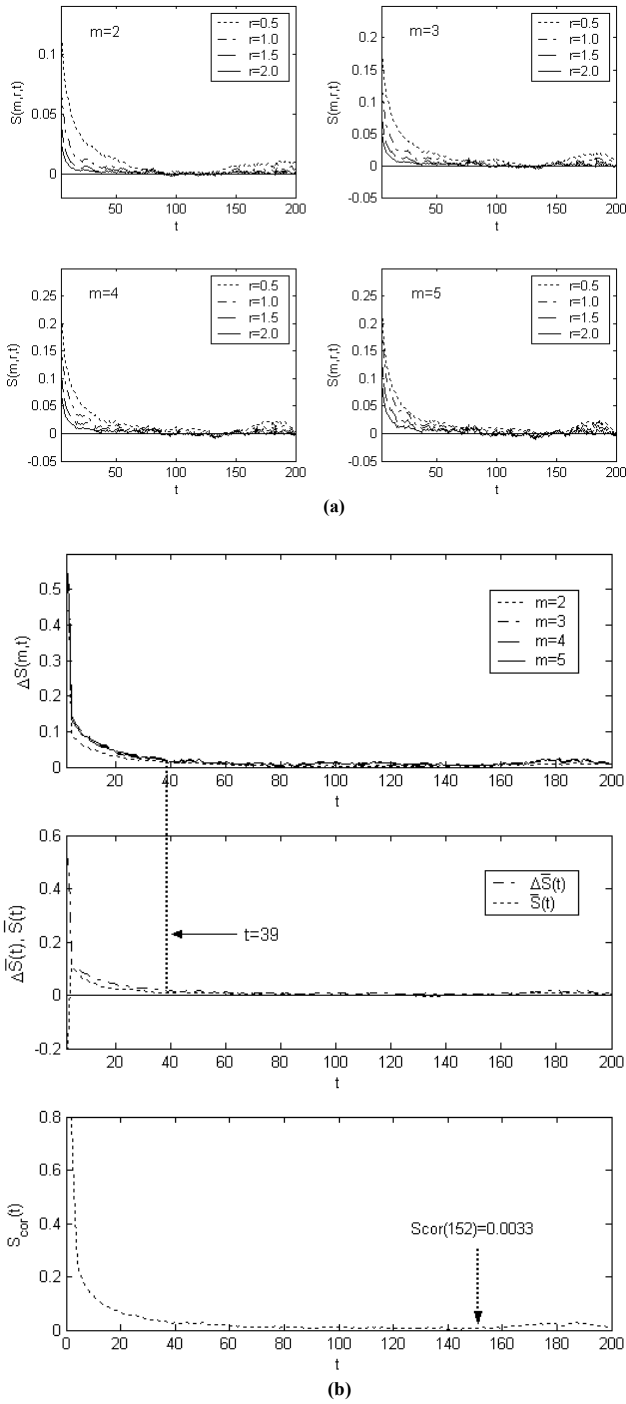 m=2
r=0.5
r=1.0
r=1.5
r=2.0
S(m,r,t)
0.1
0.05
0
50 100 150 200
t
m=3
r=0.5
r=1.0
r=1.5
r=2.0
S(m,r,t)
0.2
0.15
0.1
0.05
0
-0.05
50 100 150 200
t
m=4
r=0.5
r=1.0
r=1.5
r=2.0
S(m,r,t)
0.25
0.2
0.15
0.1
0.05
0
-0.05
50 100 150 200
t
m=5
r=0.5
r=1.0
r=1.5
r=2.0
S(m,r,t)
0.25
0.2
0.15
0.1
0.05
0
-0.05
50 100 150 200
t
(a)
ΔS(m,t)
0.5
0.4
0.3
0.2
0.1
0
m=2
m=3
m=4
m=5
20 40 60 80 100 120 140 160 180 200
t
ΔS̅(t), S̅(t)
0.6
0.4
0.2
0
-0.2
ΔS̅(t)
S̅(t)
t=39
20 40 60 80 100 120 140 160 180 200
t
S_cor(t)
0.8
0.6
0.4
0.2
0
Scor(152)=0.0033
0 20 40 60 80 100 120 140 160 180 200
t
(b)